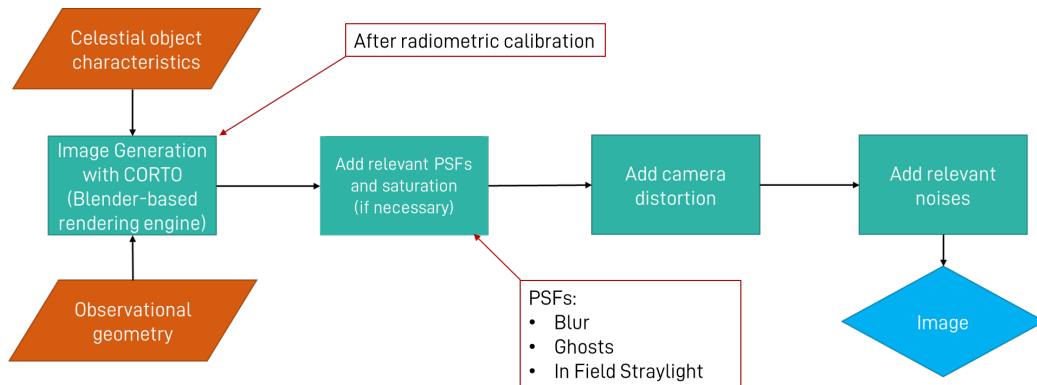 Celestial object
characteristics
After radiometric calibration
Image Generation
with CORTO
(Blender-based
rendering engine)
Add relevant PSFs
and saturation
(if necessary)
Add camera
distortion
Add relevant
noises
Observational
geometry
PSFs:
• Blur
• Ghosts
• In Field Straylight
Image